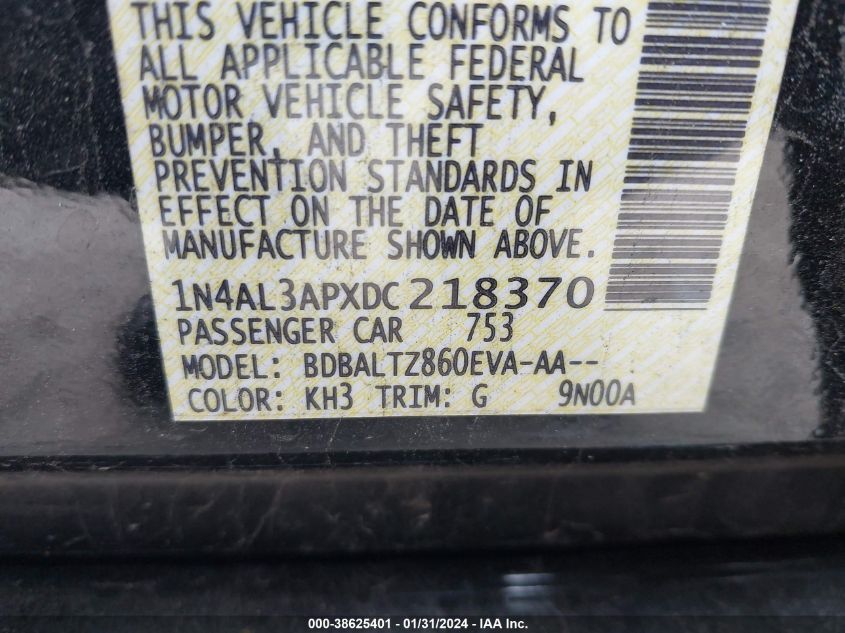 THIS VEHICLE CONFORMS TO
ALL APPLICABLE FEDERAL
MOTOR VEHICLE SAFETY,
BUMPER, AND THEFT
PREVENTION STANDARDS IN
EFFECT ON THE DATE OF
MANUFACTURE SHOWN ABOVE.
1N4AL3APXDC218370
PASSENGER CAR 753
MODEL: BDBALTZ860EVA-AA--
COLOR: KH3 TRIM: G 9N00A
000-38625401 - 01/31/2024 - IAA Inc.